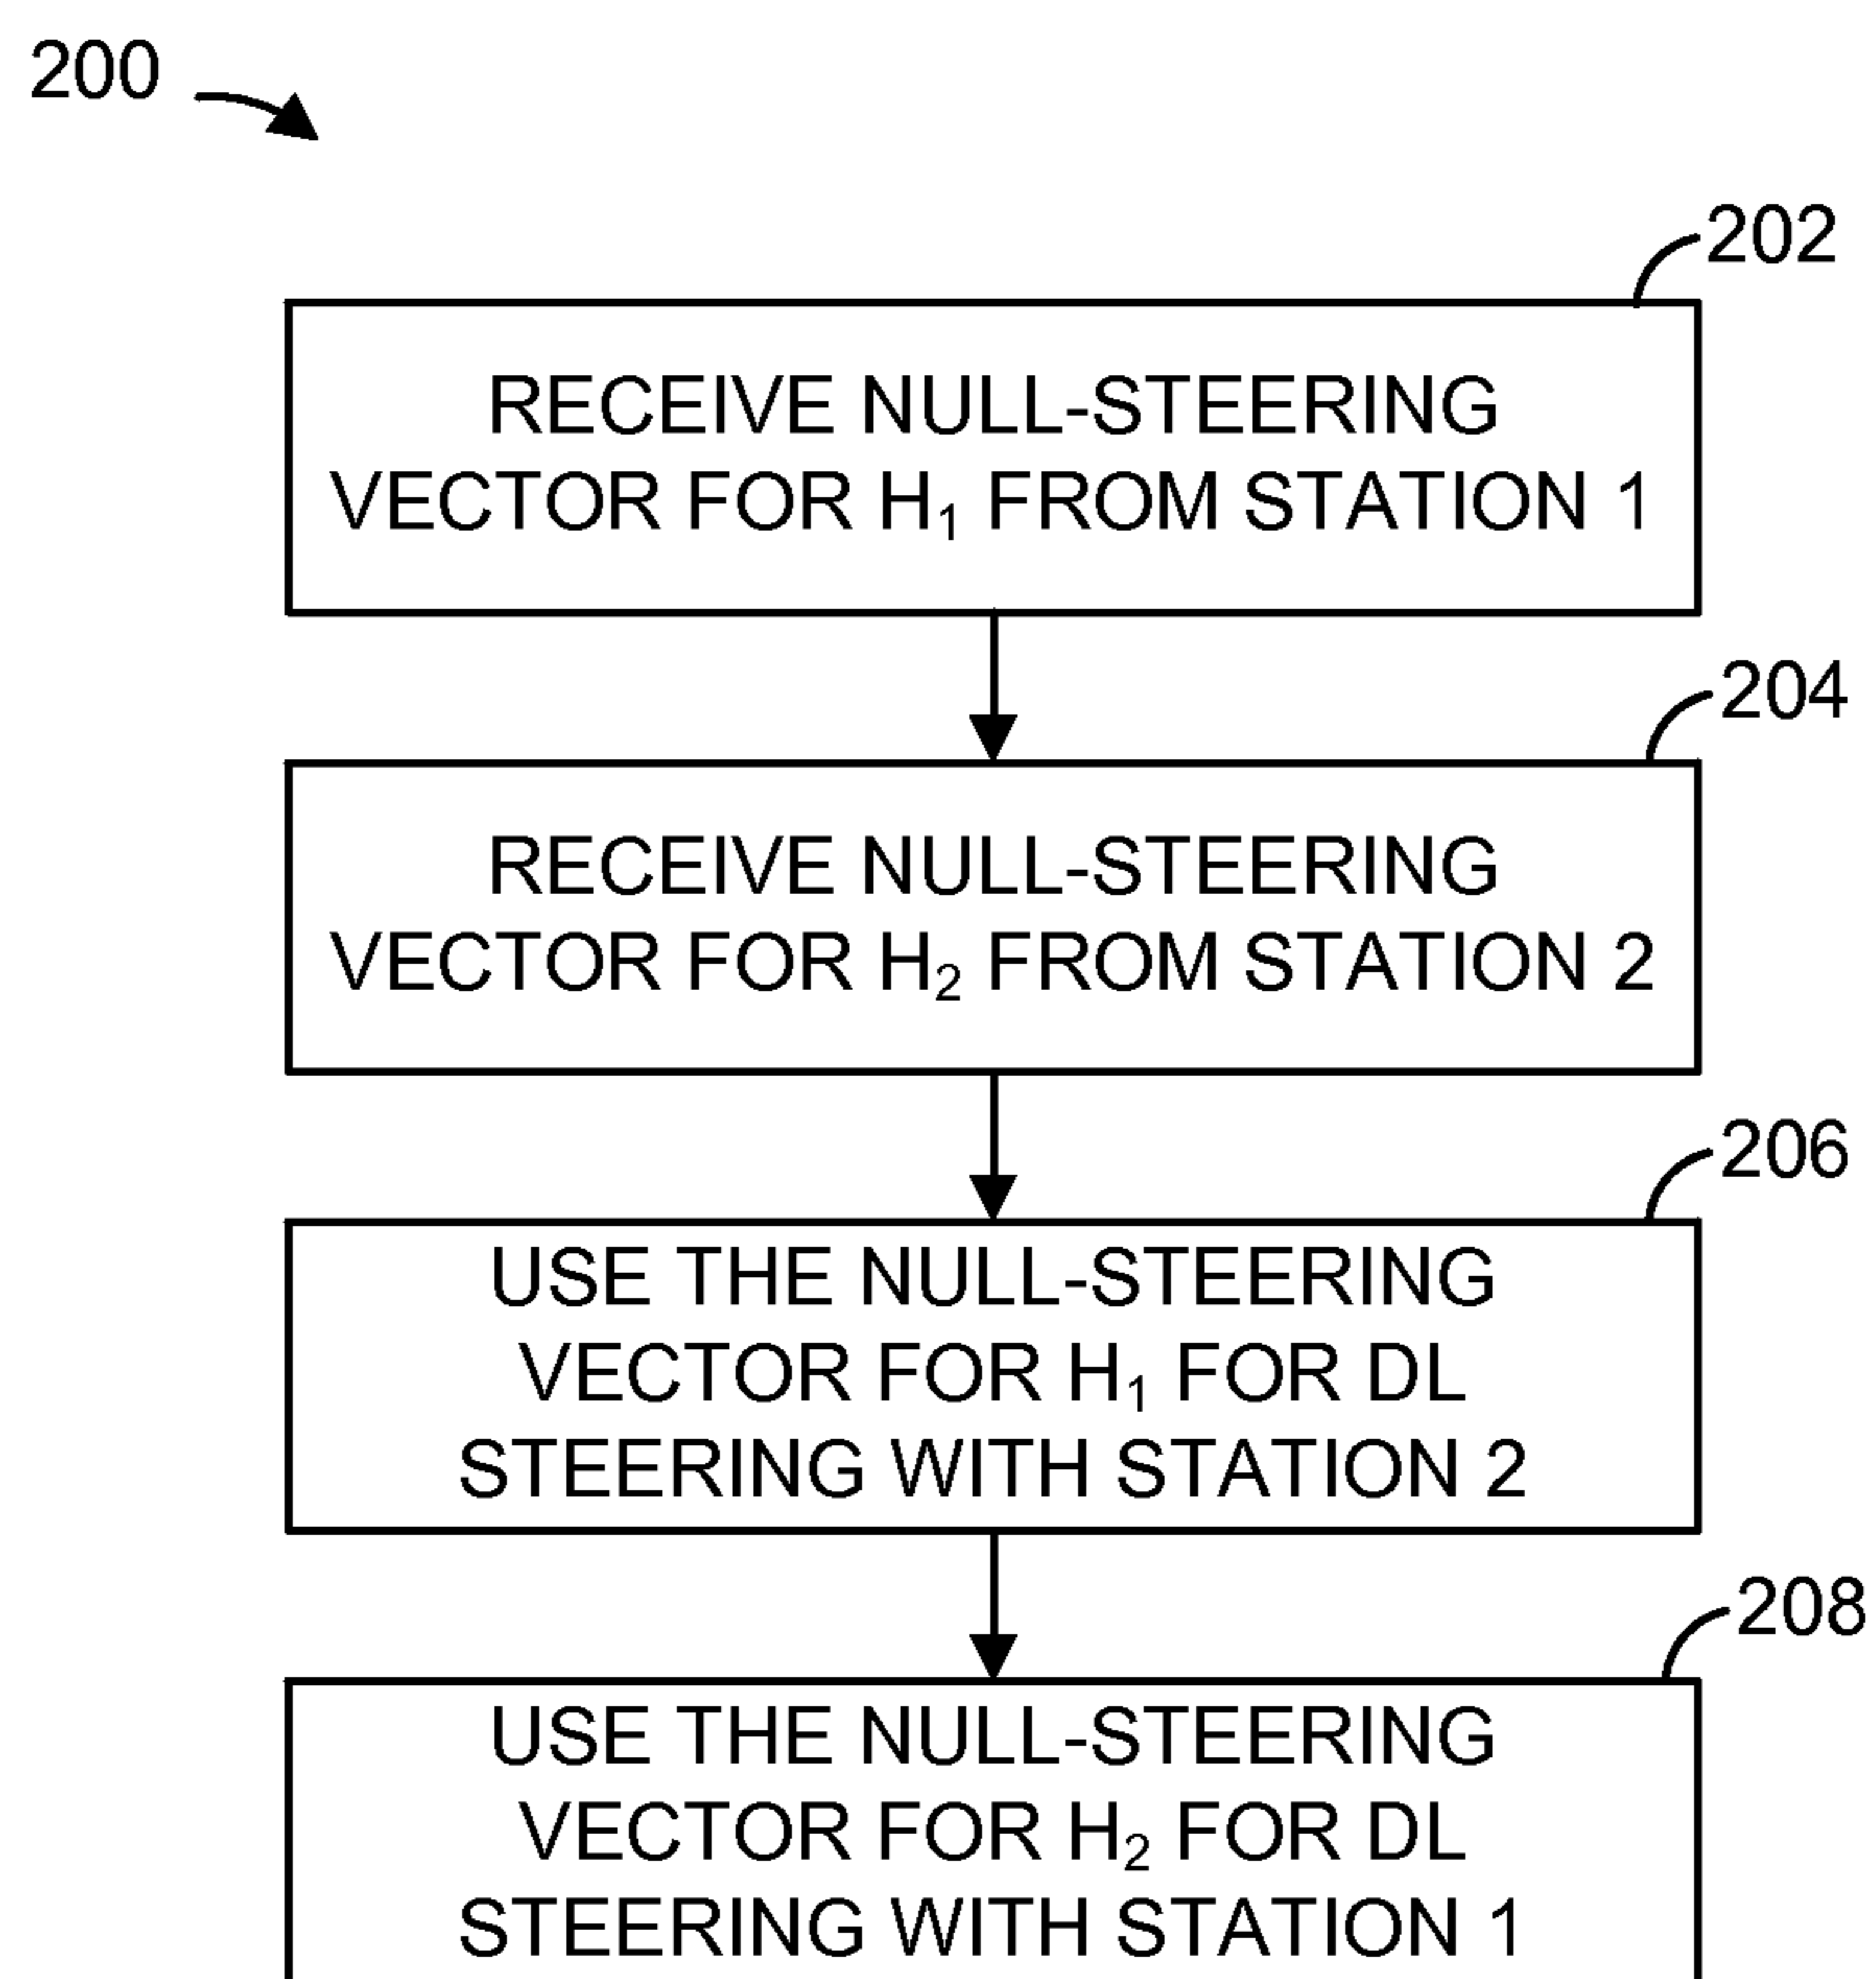 200
202
RECEIVE NULL-STEERING
VECTOR FOR H₁ FROM STATION 1
204
RECEIVE NULL-STEERING
VECTOR FOR H₂ FROM STATION 2
206
USE THE NULL-STEERING
VECTOR FOR H₁ FOR DL
STEERING WITH STATION 2
208
USE THE NULL-STEERING
VECTOR FOR H₂ FOR DL
STEERING WITH STATION 1